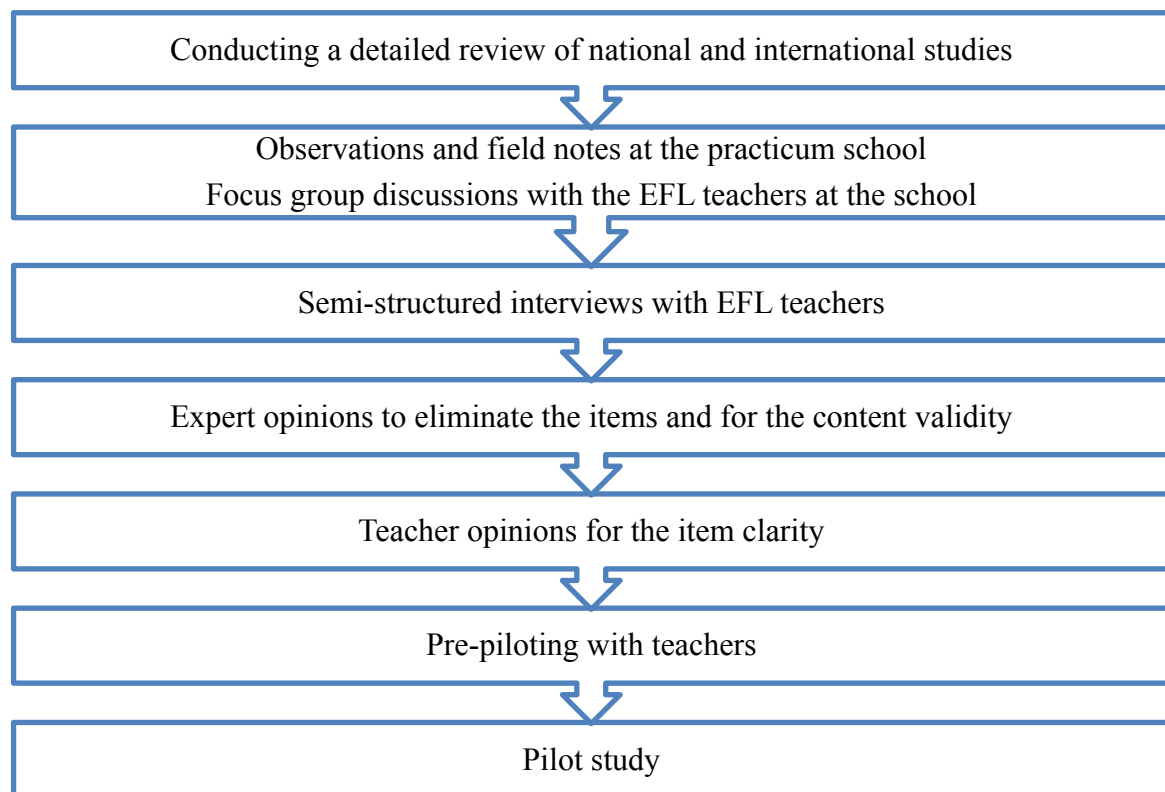 Conducting a detailed review of national and international studies
Observations and field notes at the practicum school
Focus group discussions with the EFL teachers at the school
Semi-structured interviews with EFL teachers
Expert opinions to eliminate the items and for the content validity
Teacher opinions for the item clarity
Pre-piloting with teachers
Pilot study